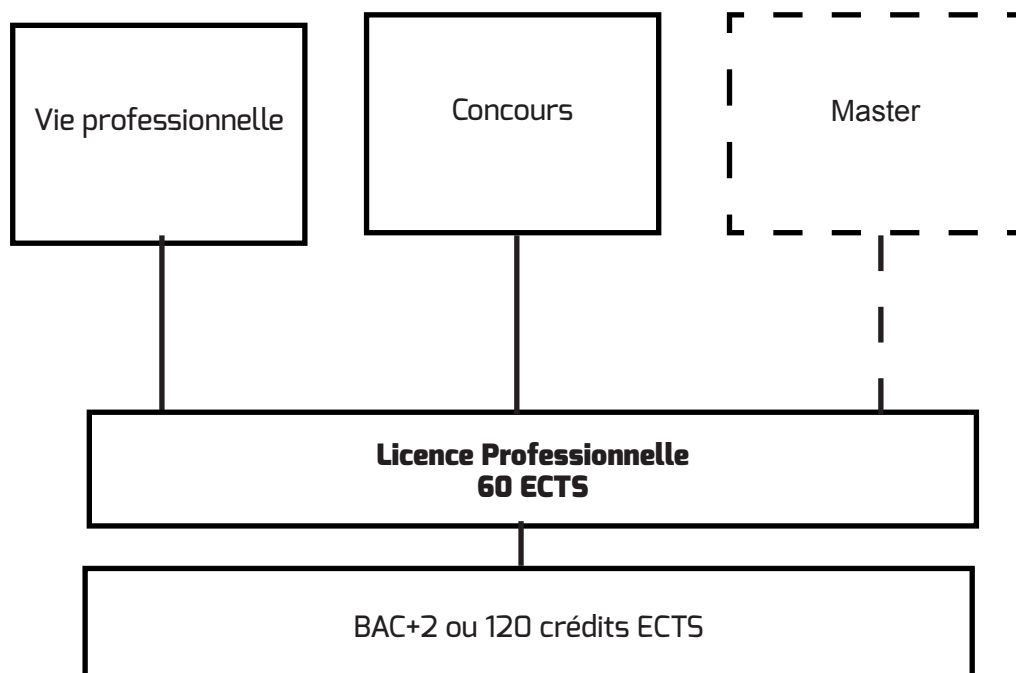 Vie professionnelle
Concours
Master
Licence Professionnelle
60 ECTS
BAC+2 ou 120 crédits ECTS